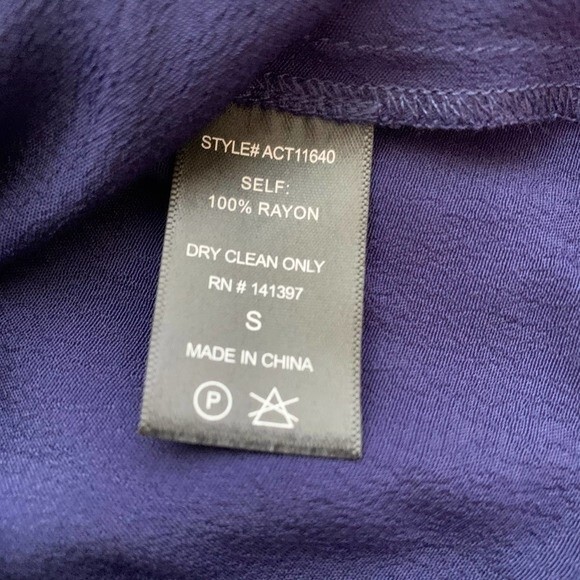 STYLE# ACT11640
SELF:
100% RAYON
DRY CLEAN ONLY
RN # 141397
S
MADE IN CHINA
P